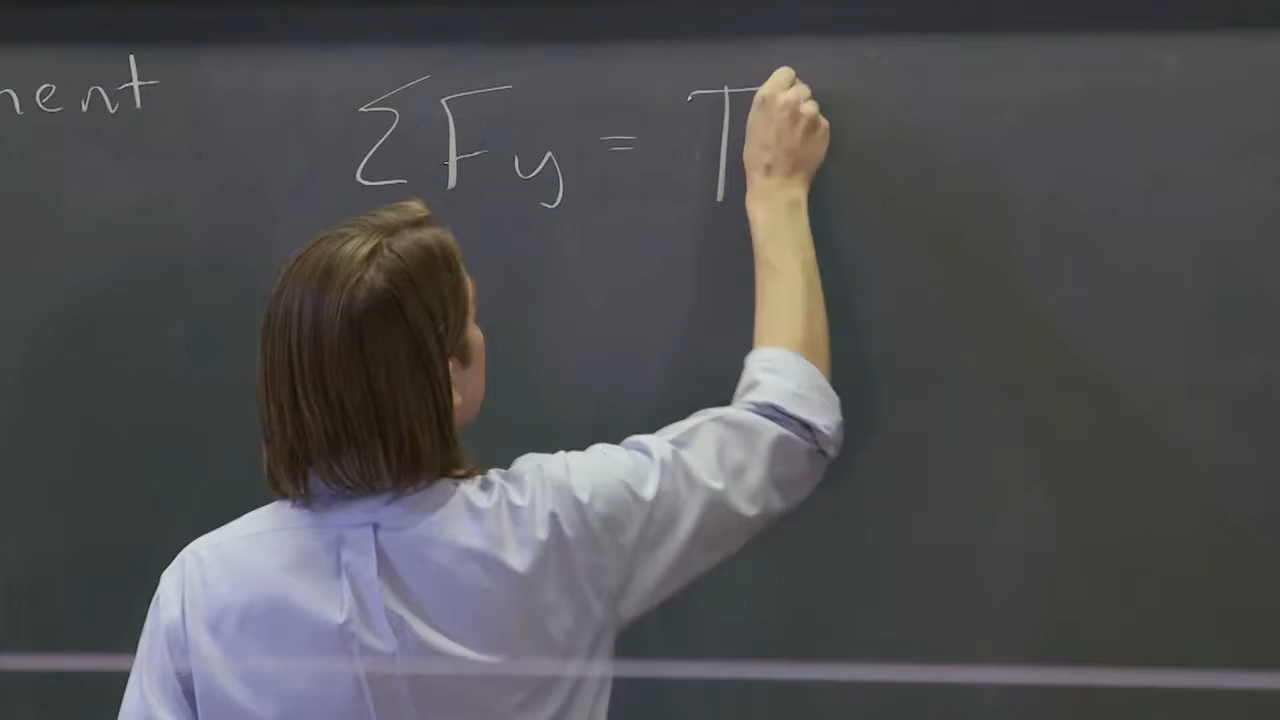 nent
ΣFy = T